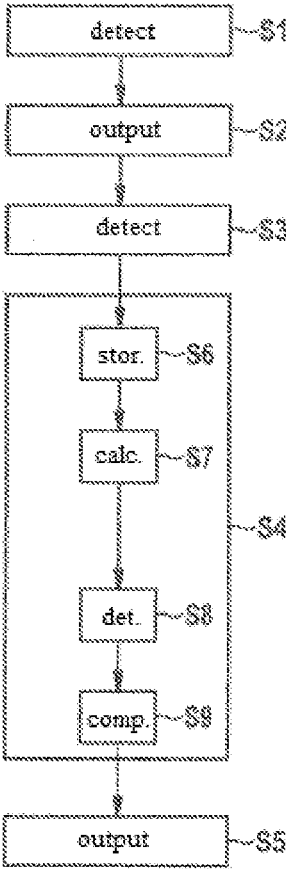 detect S1
output S2
detect S3
stor. S6
calc. S7
S4
det. S8
comp. S9
output S5